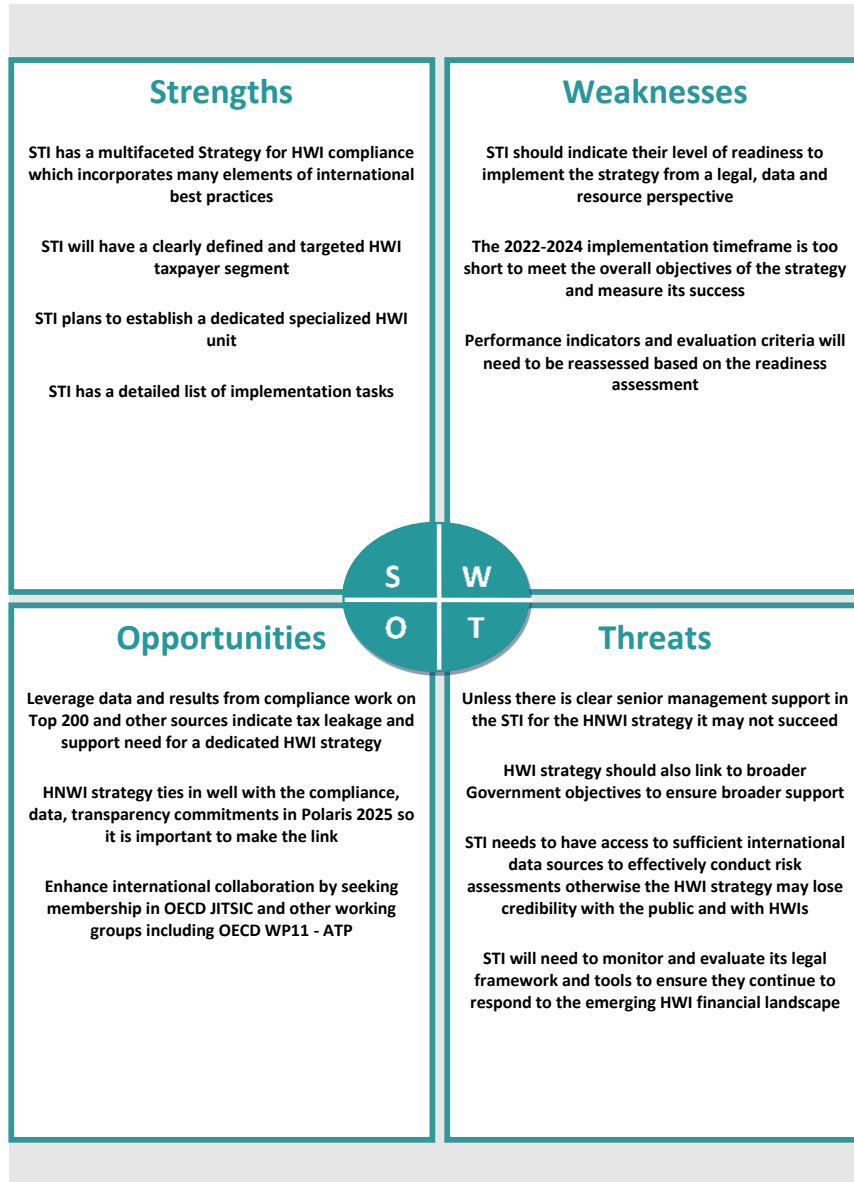 Strengths
STI has a multifaceted Strategy for HWI compliance
which incorporates many elements of international
best practices
STI will have a clearly defined and targeted HWI
taxpayer segment
STI plans to establish a dedicated specialized HWI
unit
STI has a detailed list of implementation tasks
Weaknesses
STI should indicate their level of readiness to
implement the strategy from a legal, data and
resource perspective
The 2022-2024 implementation timeframe is too
short to meet the overall objectives of the strategy
and measure its success
Performance indicators and evaluation criteria will
need to be reassessed based on the readiness
assessment
S W
O T
Opportunities
Leverage data and results from compliance work on
Top 200 and other sources indicate tax leakage and
support need for a dedicated HWI strategy
HNWI strategy ties in well with the compliance,
data, transparency commitments in Polaris 2025 so
it is important to make the link
Enhance international collaboration by seeking
membership in OECD JITSIC and other working
groups including OECD WP11 - ATP
Threats
Unless there is clear senior management support in
the STI for the HNWI strategy it may not succeed
HWI strategy should also link to broader
Government objectives to ensure broader support
STI needs to have access to sufficient international
data sources to effectively conduct risk
assessments otherwise the HWI strategy may lose
credibility with the public and with HWIs
STI will need to monitor and evaluate its legal
framework and tools to ensure they continue to
respond to the emerging HWI financial landscape